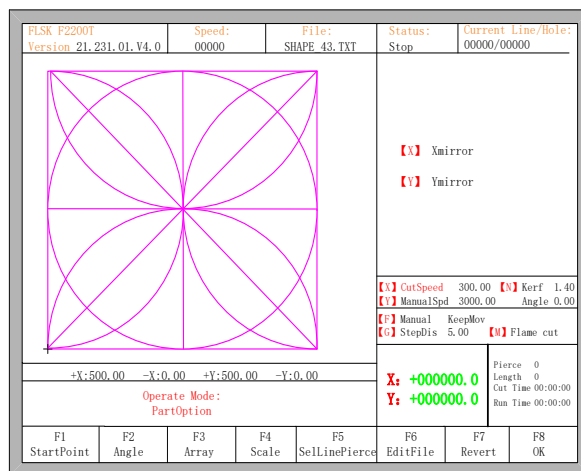 FLSK F2200T
Version 21.231.01.V4.0
Speed:
00000
File:
SHAPE 43.TXT
Status:
Stop
Current Line/Hole:
00000/00000
【X】 Xmirror
【Y】 Ymirror
【X】CutSpeed 300.00 【N】Kerf 1.40
【Y】ManualSpd 3000.00 Angle 0.00
【F】Manual KeepMov
【G】StepDis 5.00 【M】Flame cut
+X:500.00 -X:0.00 +Y:500.00 -Y:0.00
Operate Mode:
PartOption
X: +000000.0
Y: +000000.0
Pierce 0
Length 0
Cut Time 00:00:00
Run Time 00:00:00
F1 F2 F3 F4 F5 F6 F7 F8
StartPoint Angle Array Scale SelLinePierce EditFile Revert OK